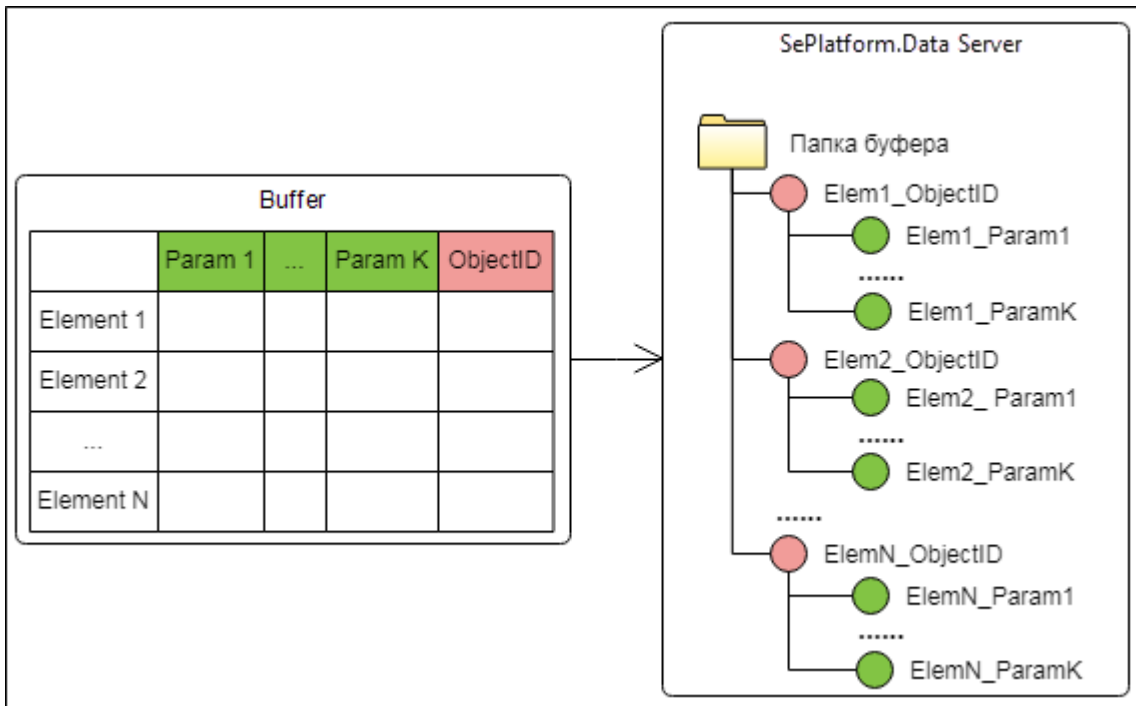 SePlatform.Data Server
Папка буфера
Elem1_ObjectID
Elem1_Param1
......
Elem1_ParamK
Elem2_ObjectID
Elem2_ Param1
......
Elem2_ParamK
......
ElemN_ObjectID
ElemN_Param1
......
ElemN_ParamK
Buffer
Param 1 ... Param K ObjectID
Element 1
Element 2
...
Element N